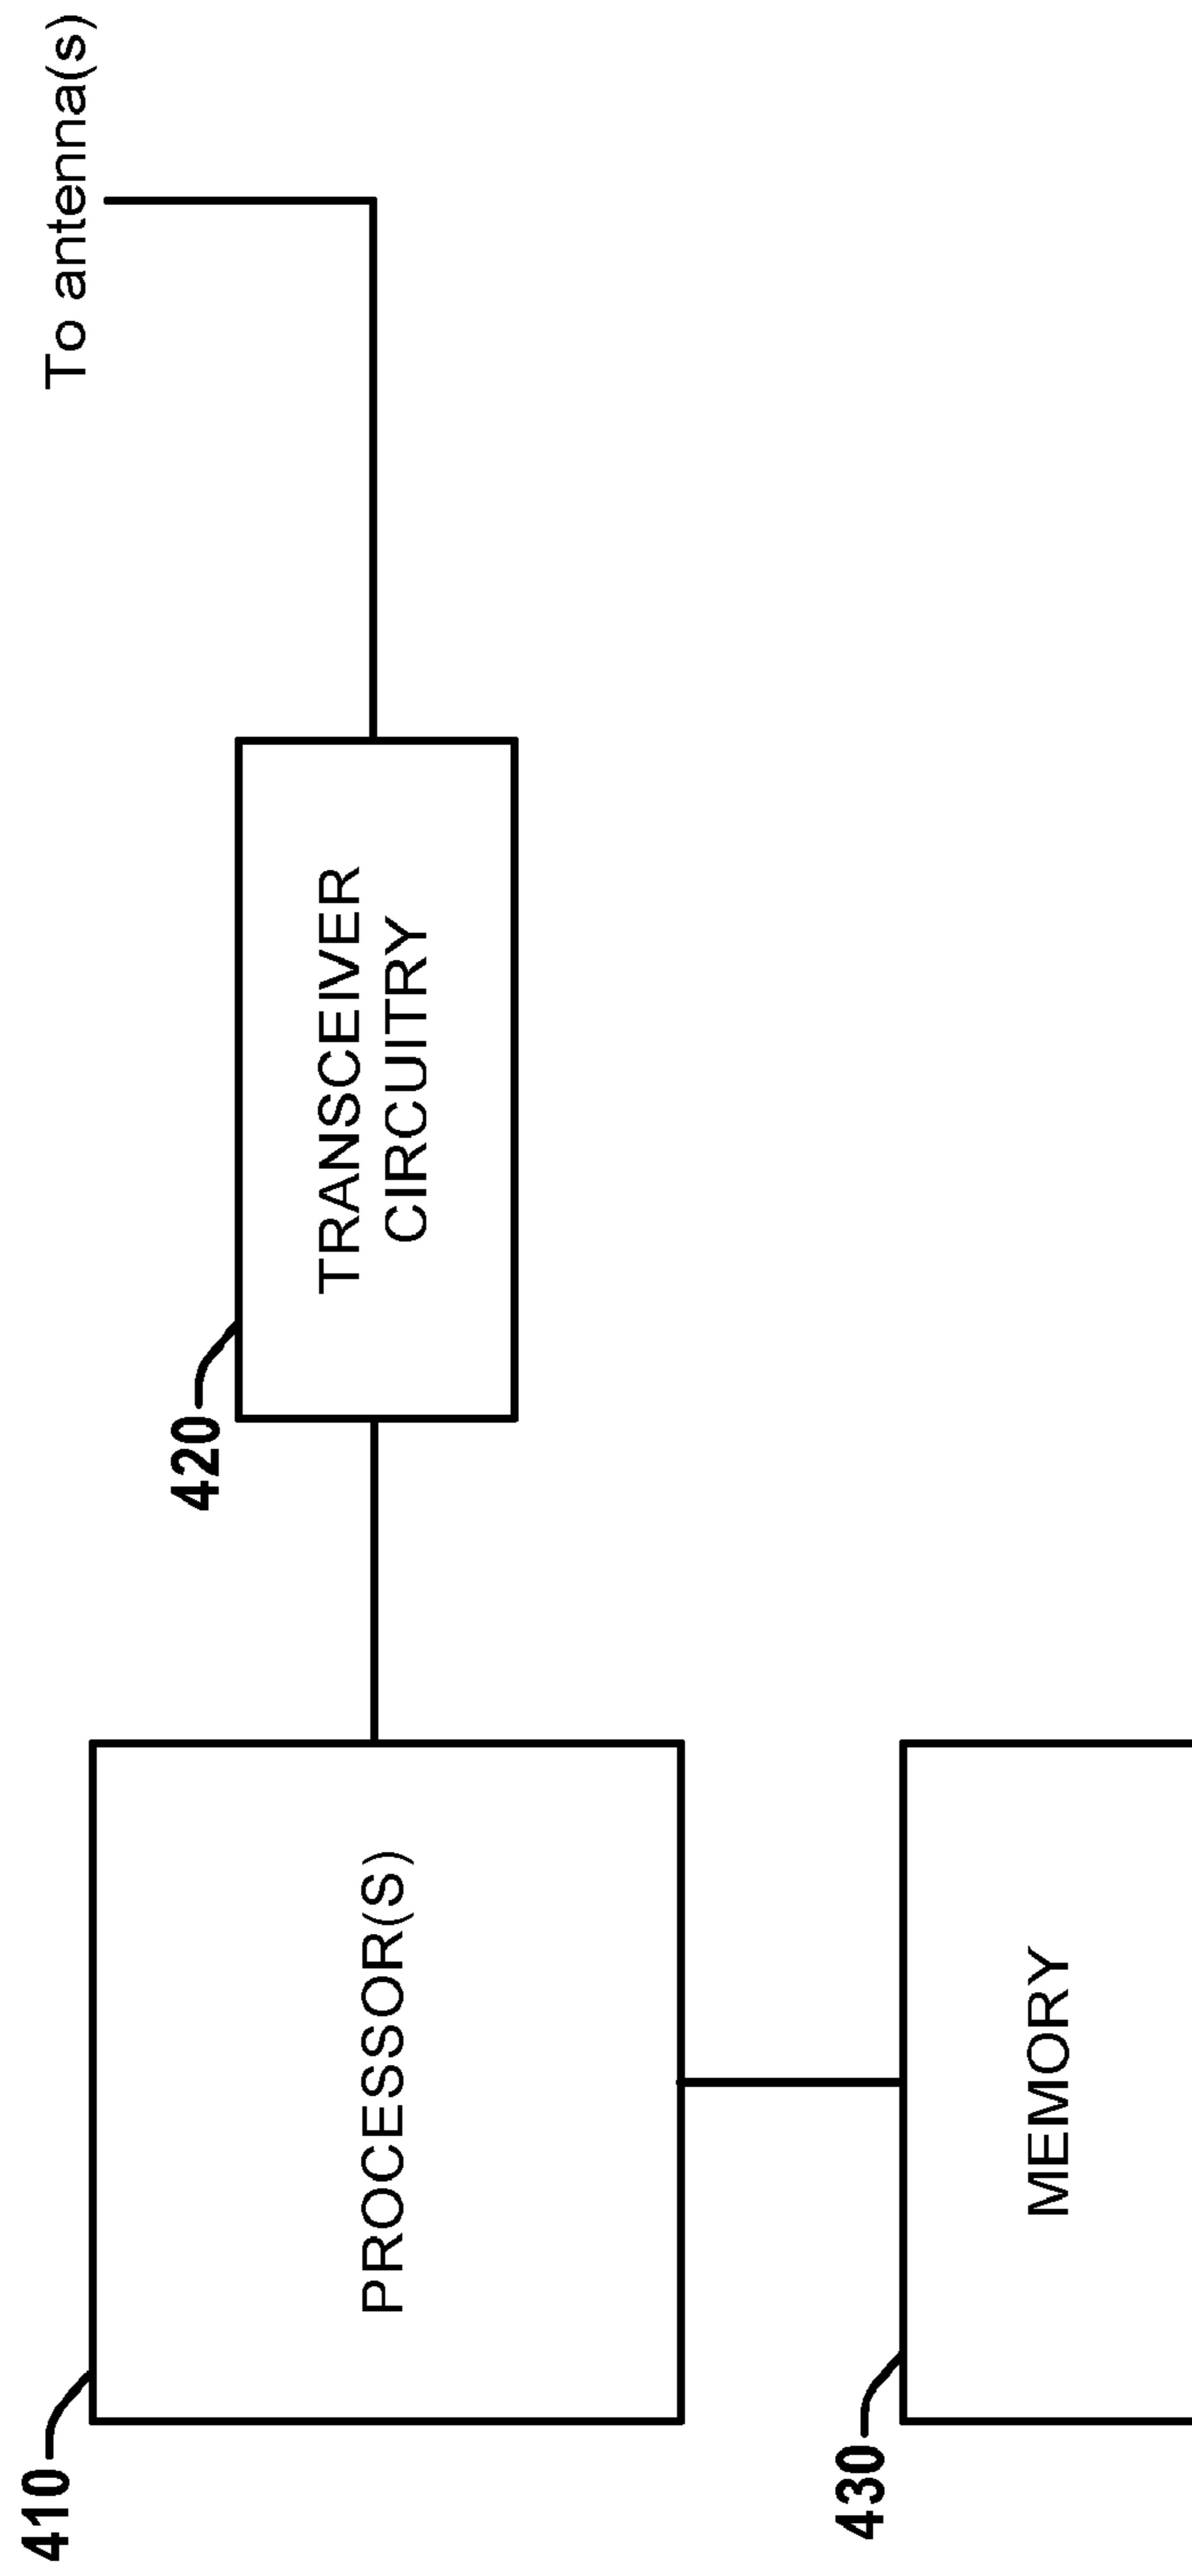 To antenna(s)
420
TRANSCEIVER
CIRCUITRY
410
PROCESSOR(S)
430
MEMORY